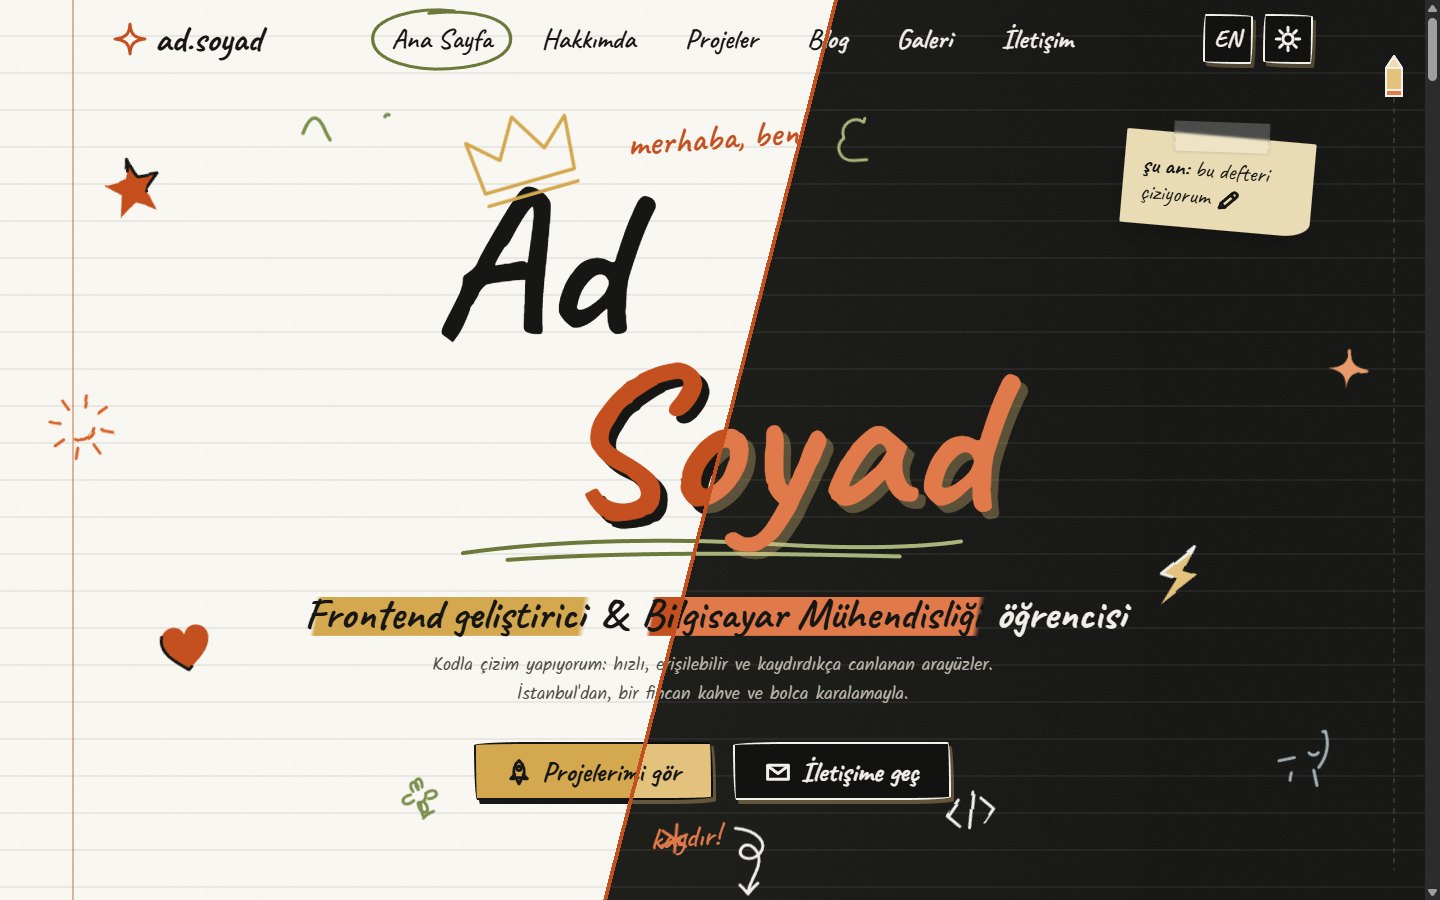 ad.soyad
Ana Sayfa
Hakkımda
Projeler
Blog
Galeri
İletişim
EN
merhaba, ben
şu an: bu defteri
çiziyorum
Ad
Soyad
Frontend geliştirici & Bilgisayar Mühendisliği öğrencisi
Kodla çizim yapıyorum: hızlı, erişilebilir ve kaydırdıkça canlanan arayüzler.
İstanbul'dan, bir fincan kahve ve bolca karalamayla.
Projelerimi gör
İletişime geç
</>
kaydır!